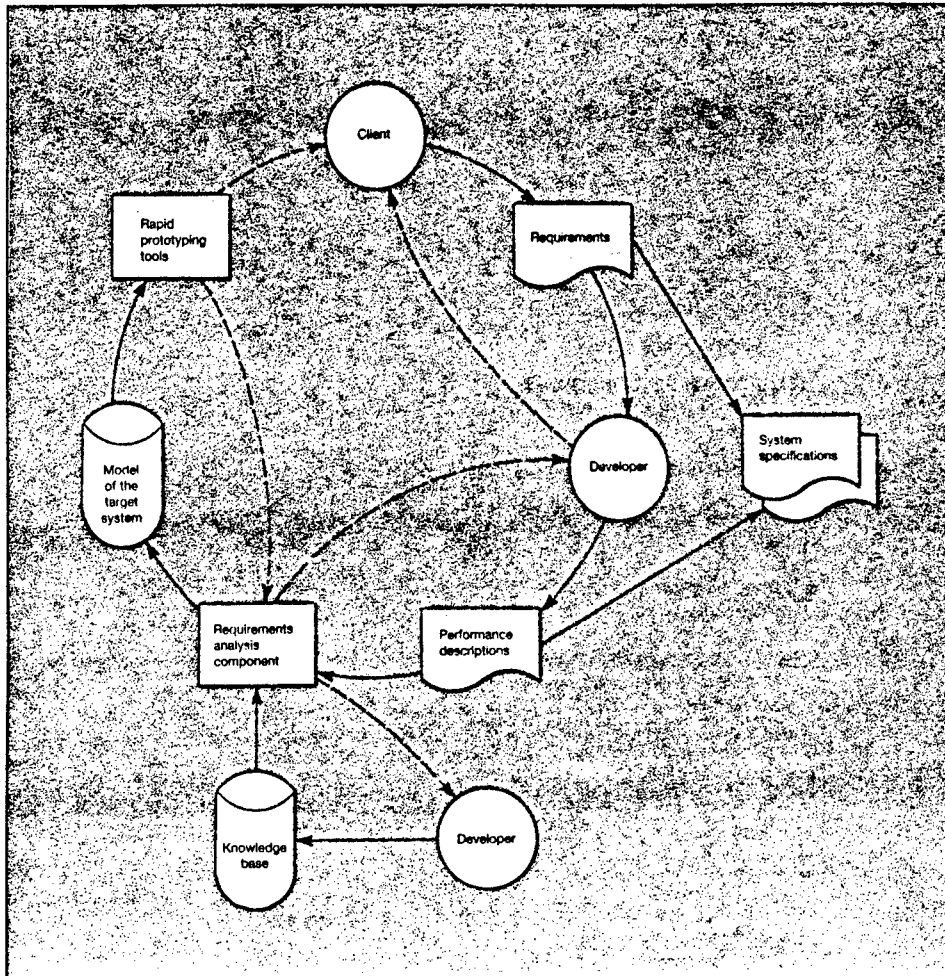 Client
Rapid
prototyping
tools
Requirements
Model
of the
target
system
Developer
System
specifications
Requirements
analysis
component
Performance
descriptions
Knowledge
base
Developer